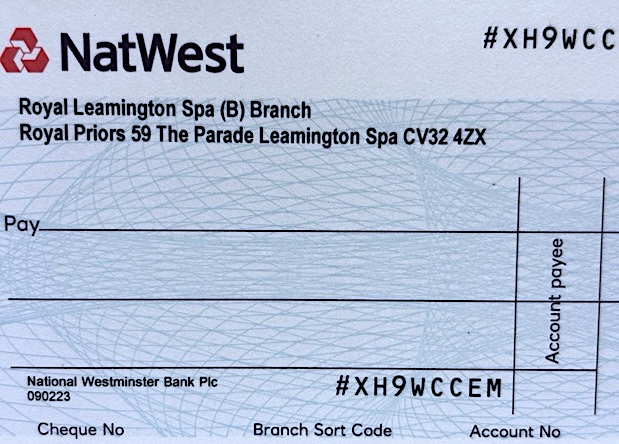 NatWest
#XH9WCC
Royal Leamington Spa (B) Branch
Royal Priors 59 The Parade Leamington Spa CV32 4ZX
Pay
Account payee
National Westminster Bank Plc
090223
#XH9WCCEM
Cheque No
Branch Sort Code
Account No